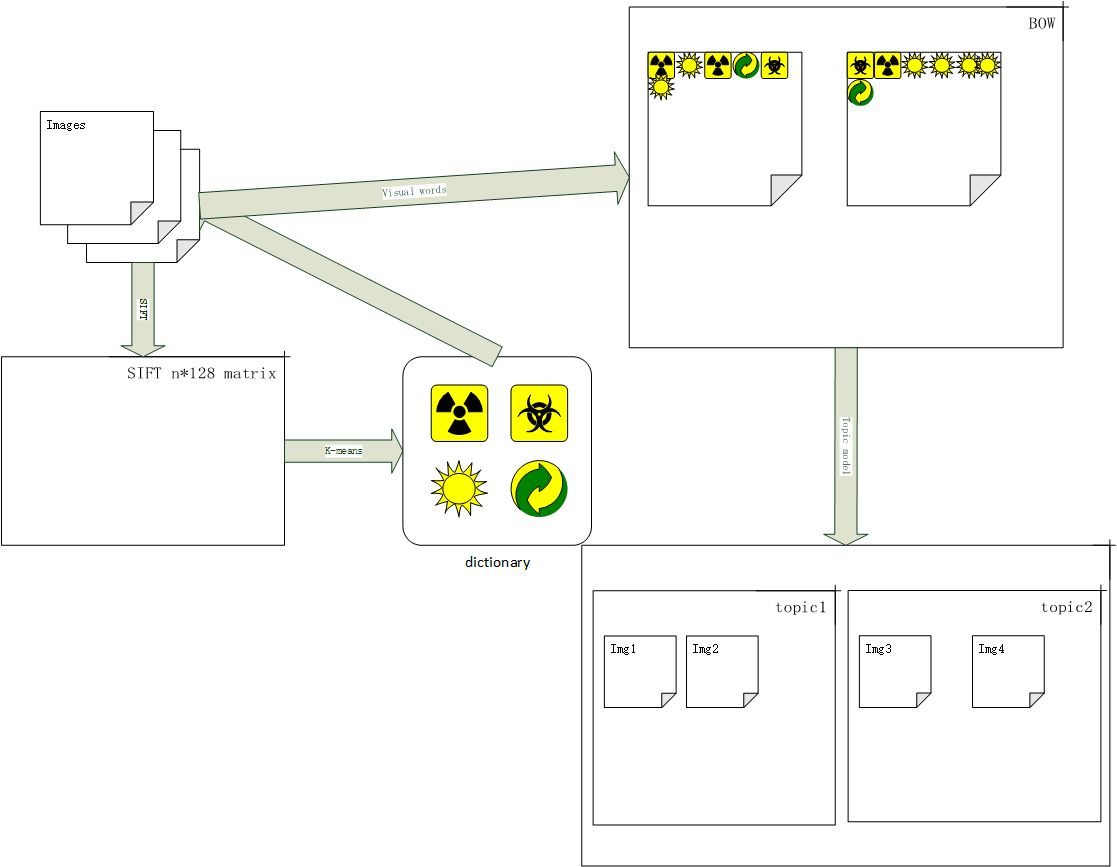 BOW
Images
Visual words
SIFT
SIFT n*128 matrix
K-means
Topic model
dictionary
topic1
topic2
Img1
Img2
Img3
Img4